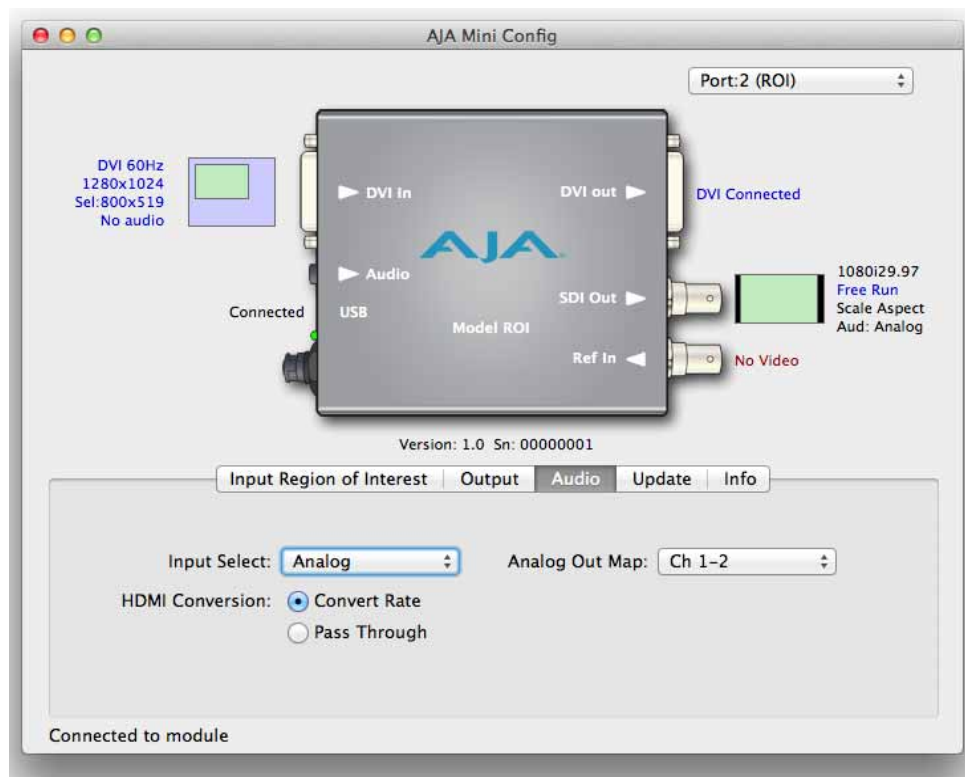 AJA Mini Config
Port:2 (ROI)
DVI 60Hz
1280x1024
Sel:800x519
No audio
DVI In
DVI out
DVI Connected
AJA
Audio
Connected
USB
SDI Out
1080i29.97
Free Run
Scale Aspect
Aud: Analog
Model ROI
Ref In
No Video
Version: 1.0 Sn: 00000001
Input Region of Interest
Output
Audio
Update
Info
Input Select: Analog
Analog Out Map: Ch 1-2
HDMI Conversion: Convert Rate
Pass Through
Connected to module